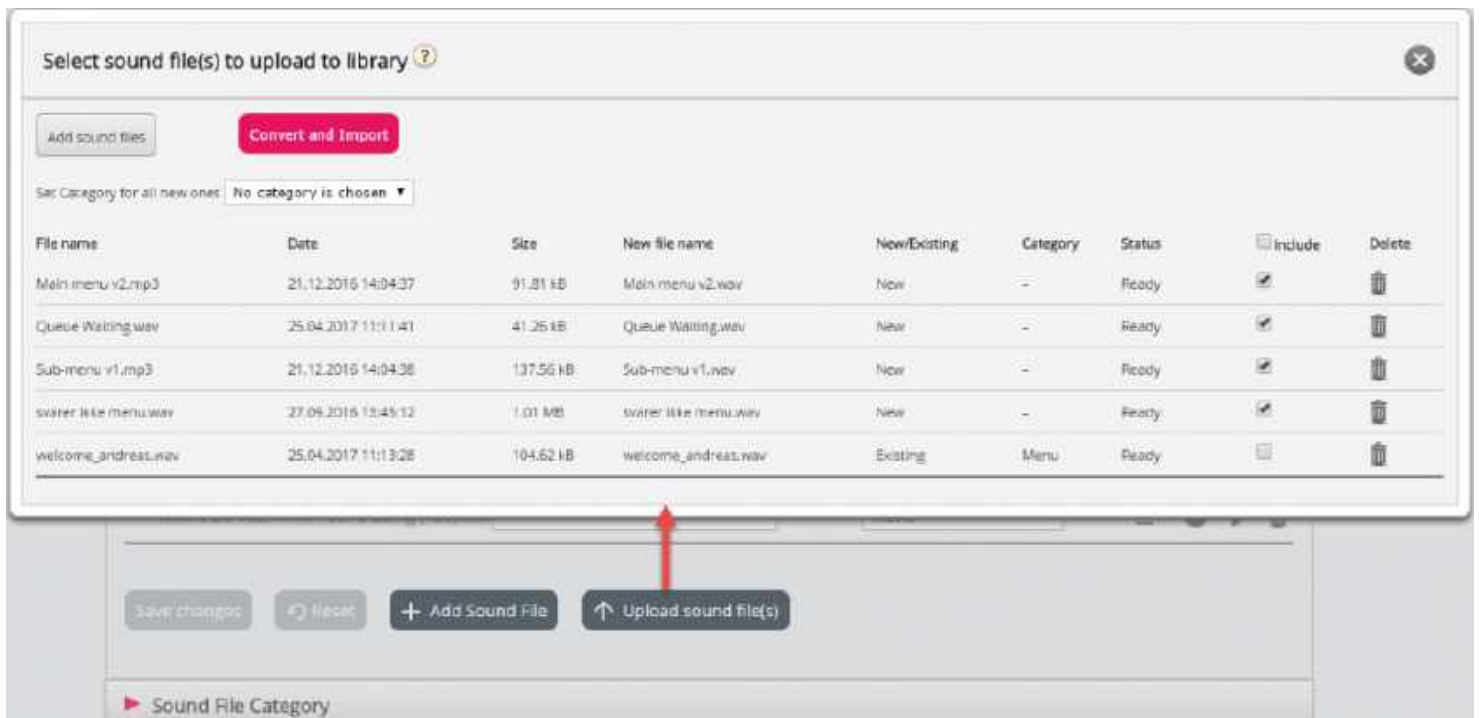 Select sound file(s) to upload to library ?
Add sound files Convert and Import
Set Category for all new ones No category is chosen
File name Date Size New file name New/Existing Category Status Include Delete
Main menu v2.mp3 21.12.2016 14:04:37 91.81 kB Main menu v2.wav New - Ready
Queue Waiting.wav 25.04.2017 11:11:41 41.26 kB Queue Waiting.wav New - Ready
Sub-menu v1.mp3 21.12.2016 14:04:38 137.56 kB Sub-menu v1.wav New - Ready
svarer ikke menu.wav 27.09.2016 13:45:12 1.01 MB svarer ikke menu.wav New - Ready
welcome_andreas.wav 25.04.2017 11:13:28 104.62 kB welcome_andreas.wav Existing Menu Ready
Save changes Reset + Add Sound File Upload sound file(s)
Sound File Category